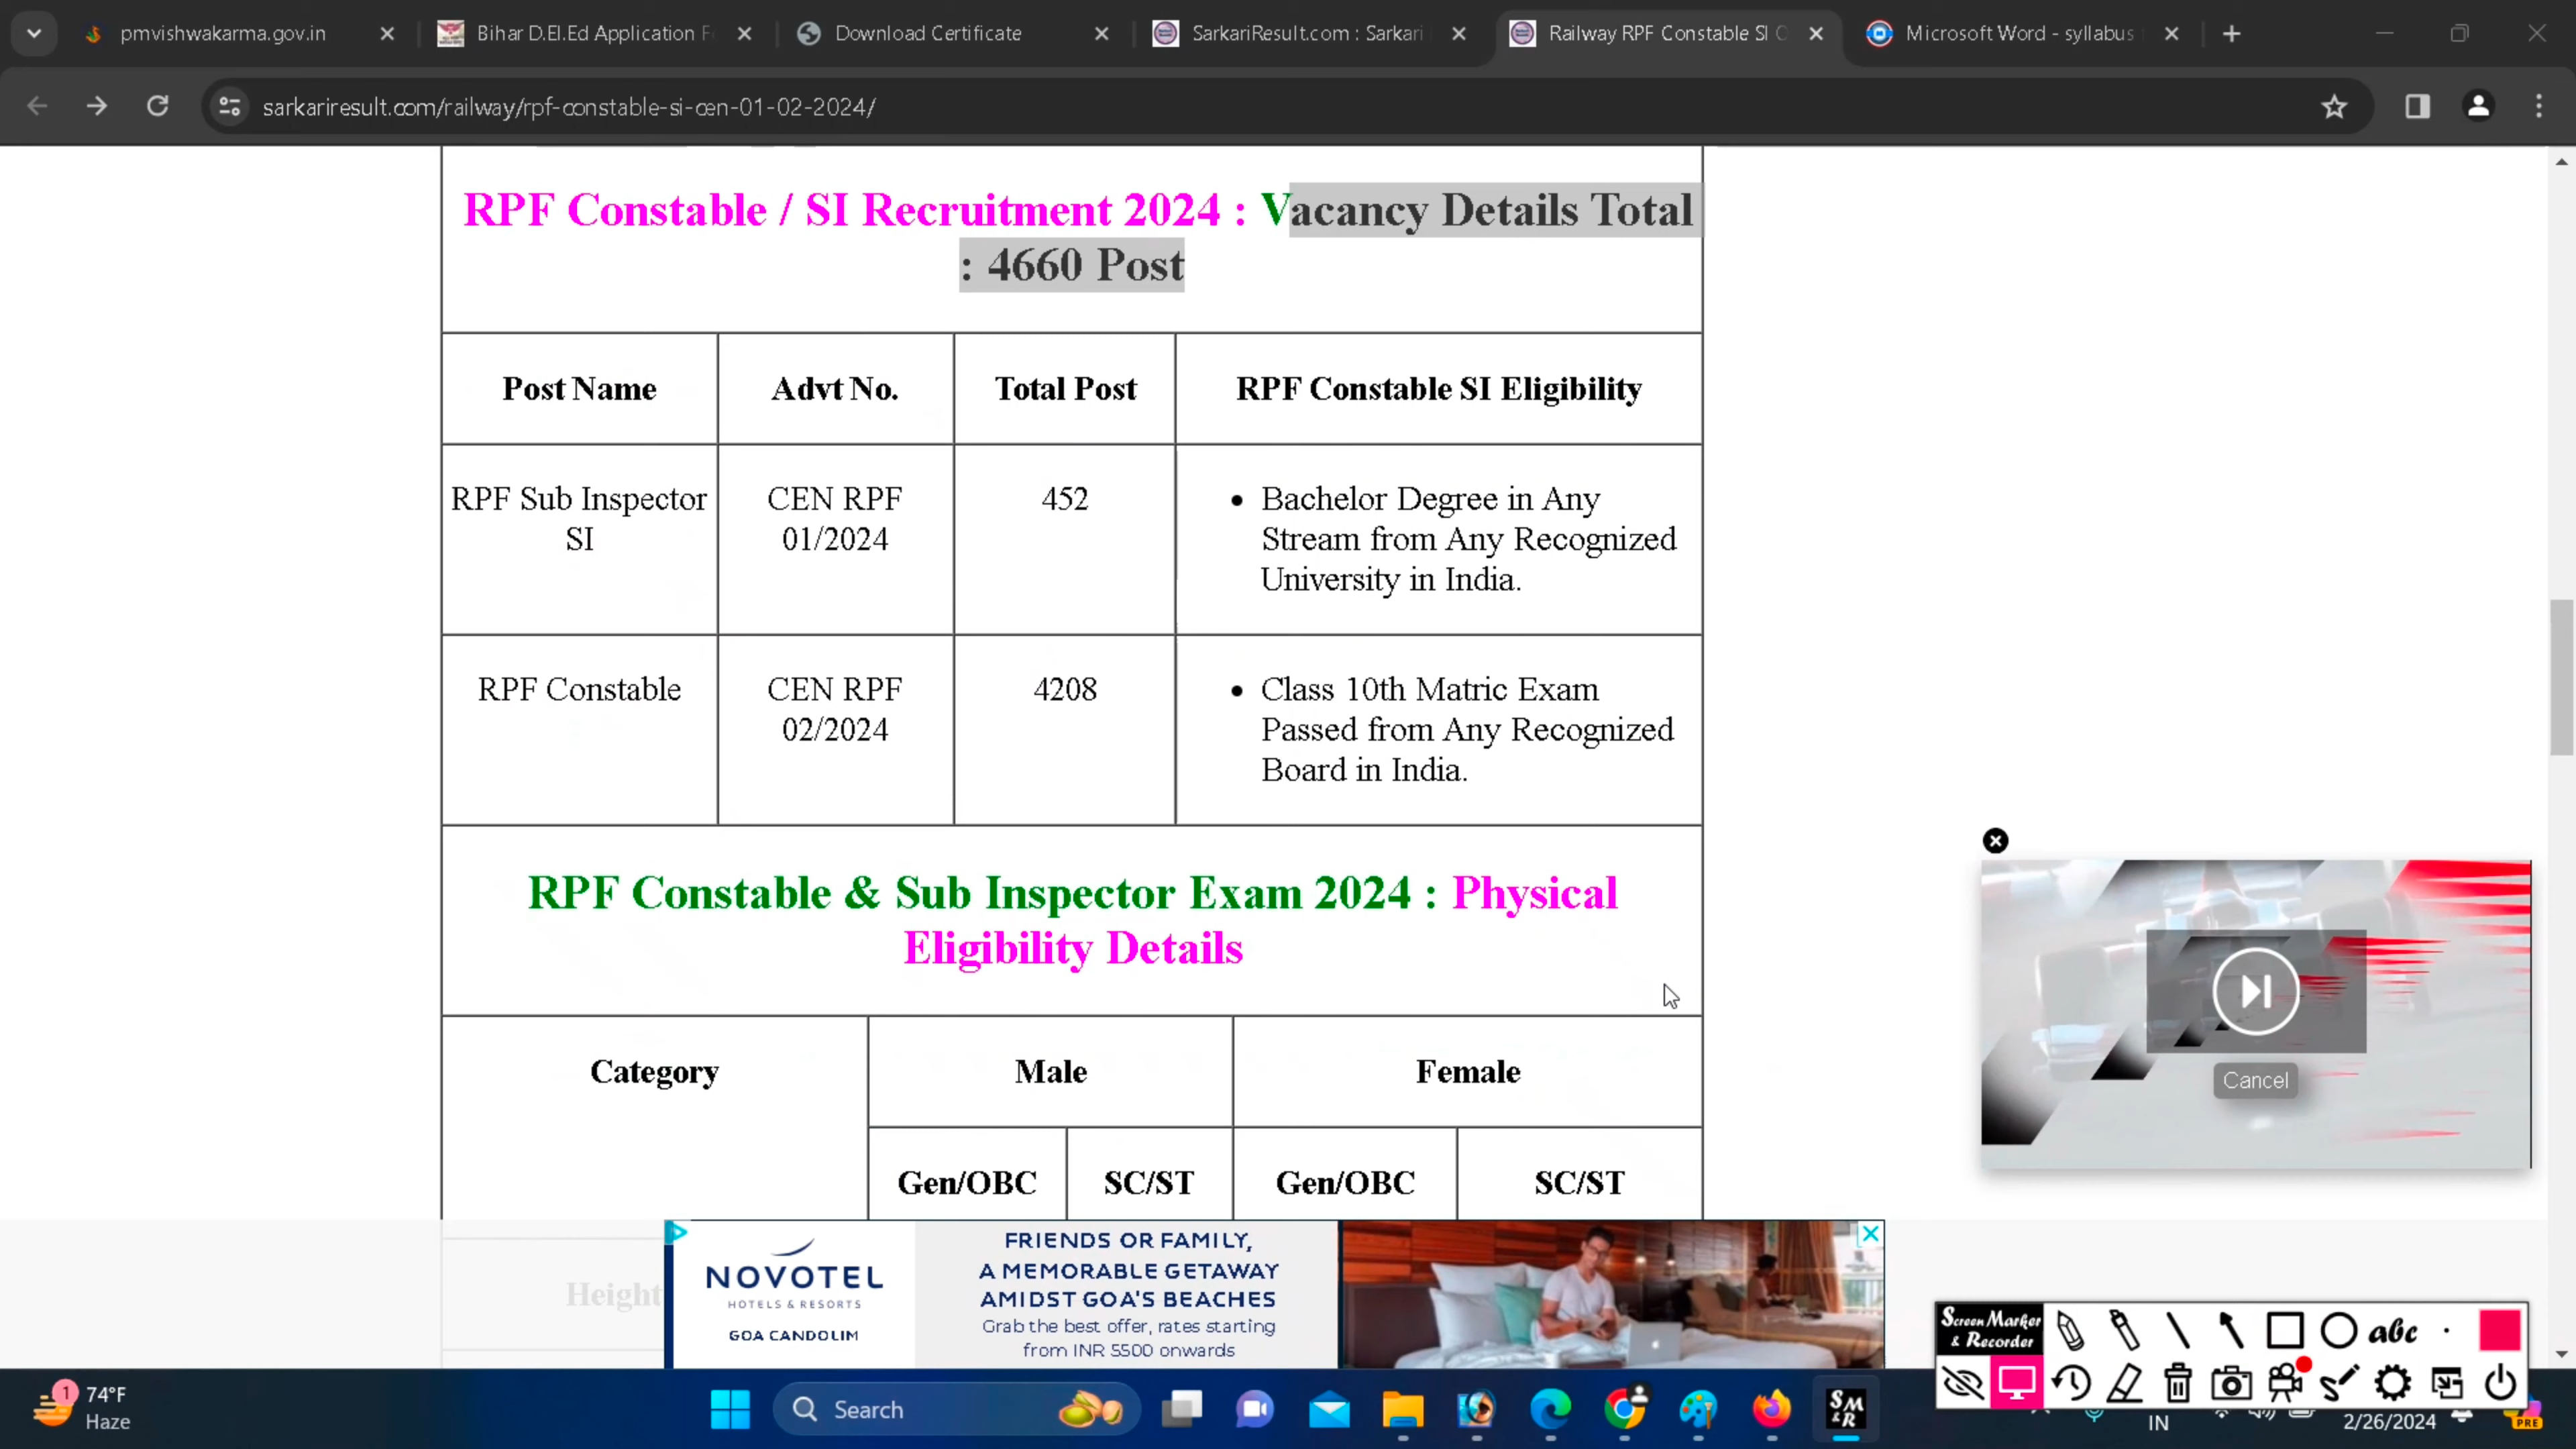 pmvishwakarma.gov.in
Bihar D.El.Ed Application F
Download Certificate
SarkariResult.com : Sarkari
Railway RPF Constable SI O
Microsoft Word - syllabus
sarkariresult.com/railway/rpf-constable-si-cen-01-02-2024/
RPF Constable / SI Recruitment 2024 : Vacancy Details Total
: 4660 Post
Post Name
Advt No.
Total Post
RPF Constable SI Eligibility
RPF Sub Inspector
SI
CEN RPF
01/2024
452
• Bachelor Degree in Any
Stream from Any Recognized
University in India.
RPF Constable
CEN RPF
02/2024
4208
• Class 10th Matric Exam
Passed from Any Recognized
Board in India.
RPF Constable & Sub Inspector Exam 2024 : Physical
Eligibility Details
Category
Male
Female
Gen/OBC
SC/ST
Gen/OBC
SC/ST
Height
Cancel
NOVOTEL
HOTELS & RESORTS
GOA CANDOLIM
FRIENDS OR FAMILY,
A MEMORABLE GETAWAY
AMIDST GOA'S BEACHES
Grab the best offer, rates starting
from INR 5500 onwards
Screen Marker
& Recorder
abc
1
74°F
Haze
Search
S M
&R
IN
2/26/2024
PRE